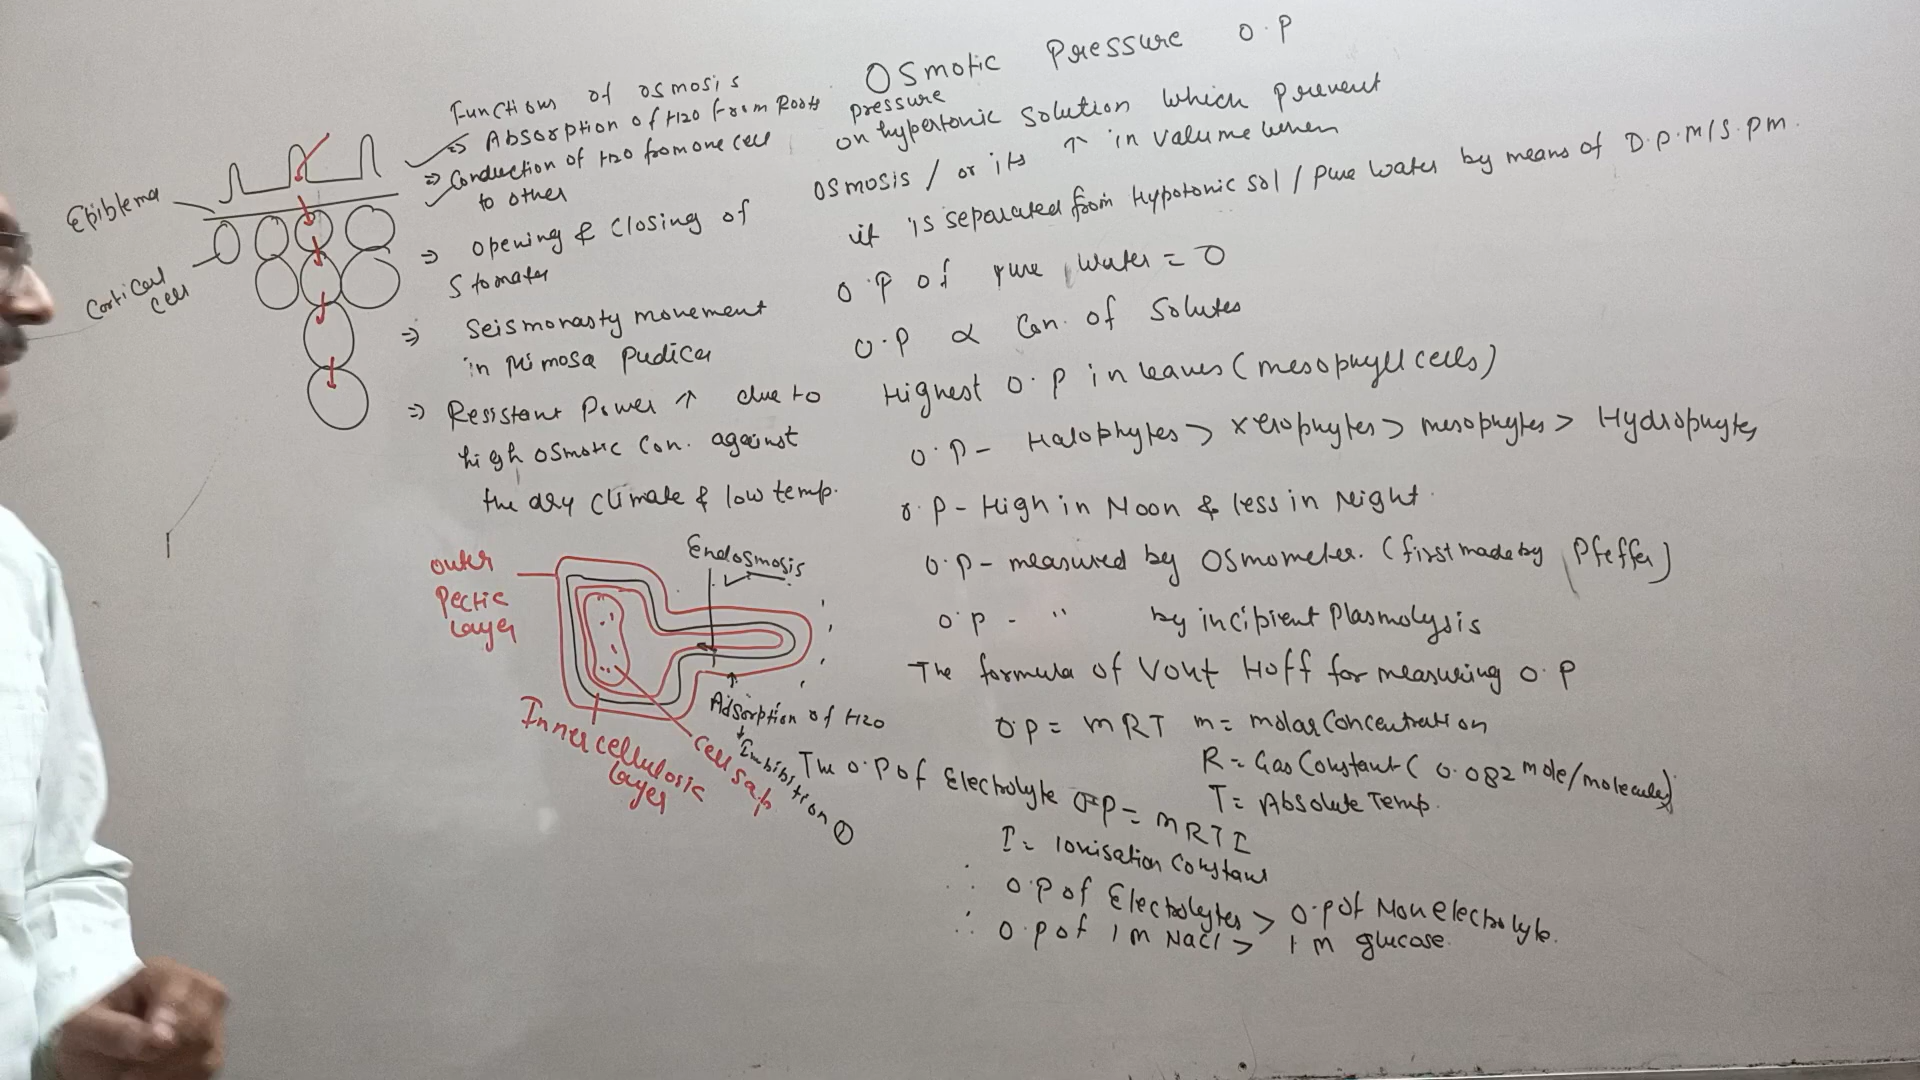 Epiblema
Cortical
cell
Functions of osmosis
⇒ Absorption of H2O from Roots
⇒ Conduction of H2O from one cell
to other
⇒ opening & closing of
Stomates
⇒ Seismonasty movement
in Mimosa Pudica
⇒ Resistant Power ↑ due to
high osmotic con. against
the dry climate & low temp.
outer
Pectic
Layer
Endosmosis
Adsorption of H2O
Imbibition ①
Cell sap
Inner cellulosic
Layer
Osmotic Pressure O.P
pressure
on hypertonic solution which prevent
osmosis / or its ↑ in volume when
it is separated from Hypotonic sol / pure water by means of D.P.M/S.PM.
O.P of pure water = 0
O.P ∝ Con. of Solutes
Highest O.P in leaves (mesophyll cells)
O.P - Halophytes > xerophytes > mesophytes > Hydrophytes
O.P - High in Noon & less in Night.
O.P - measured by Osmometer. (first made by Pfeffer)
O.P - " by incipient Plasmolysis
The formula of Vont Hoff for measuring O.P
O.P = mRT m = molar Concentration
R = Gas Constant (0.082 mole/molecules)
T = Absolute Temp.
The O.P of Electrolyte O.P = mRTI
I = Ionisation Constant
∴ O.P of Electrolytes > O.P of Non electrolyte.
∴ O.P of 1M NaCl > 1M glucose.